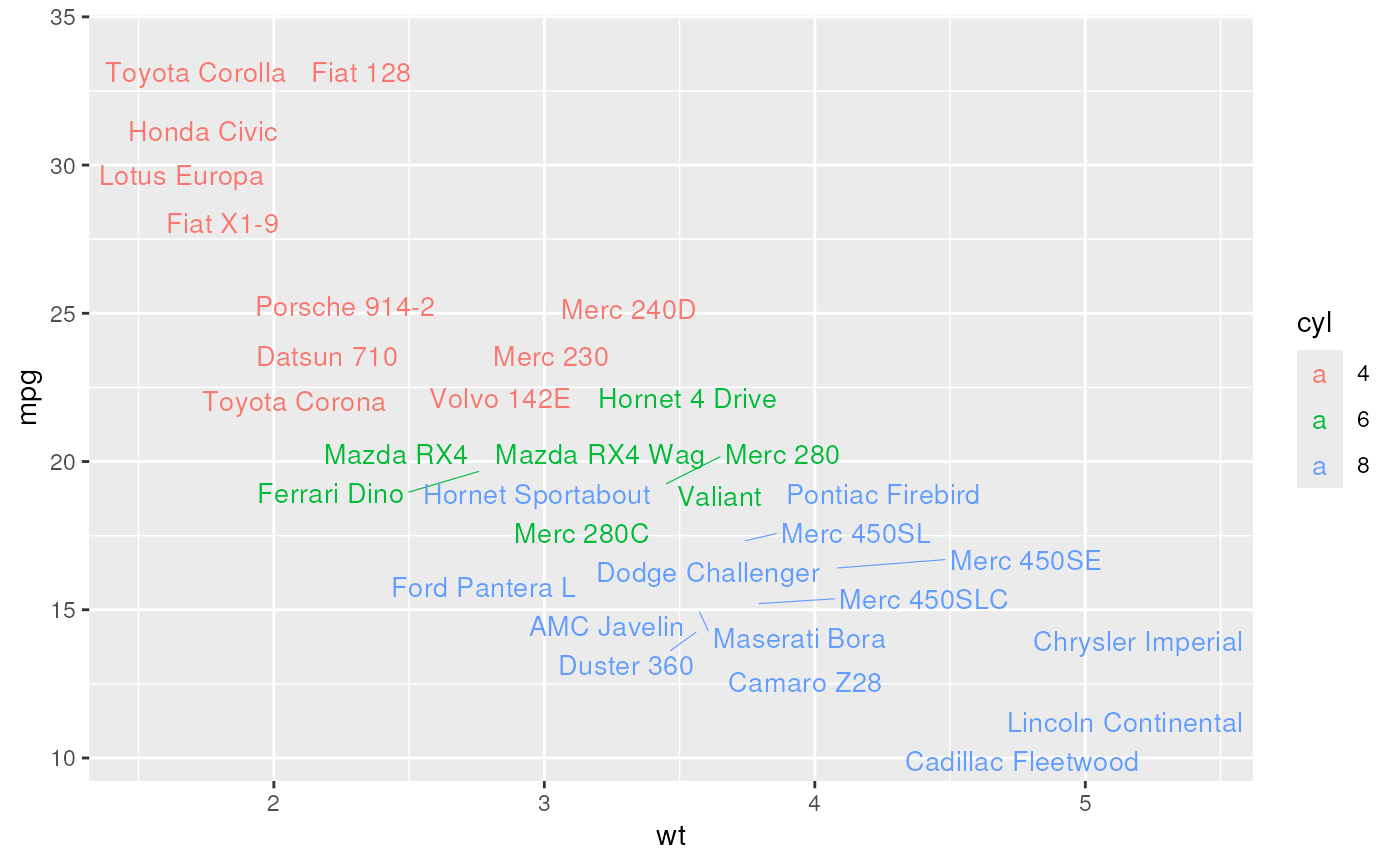 35
Toyota Corolla Fiat 128
Honda Civic
30
Lotus Europa
Fiat X1-9
25
Porsche 914-2 Merc 240D
Datsun 710 Merc 230
Toyota Corona Volvo 142E Hornet 4 Drive
20
Mazda RX4 Mazda RX4 Wag Merc 280
Ferrari Dino Hornet Sportabout Valiant Pontiac Firebird
Merc 280C Merc 450SL
Merc 450SE
Dodge Challenger
Ford Pantera L
15
Merc 450SLC
AMC Javelin Maserati Bora Chrysler Imperial
Duster 360
Camaro Z28
Lincoln Continental
10
Cadillac Fleetwood
2 3 4 5
wt
mpg
cyl
a 4
a 6
a 8